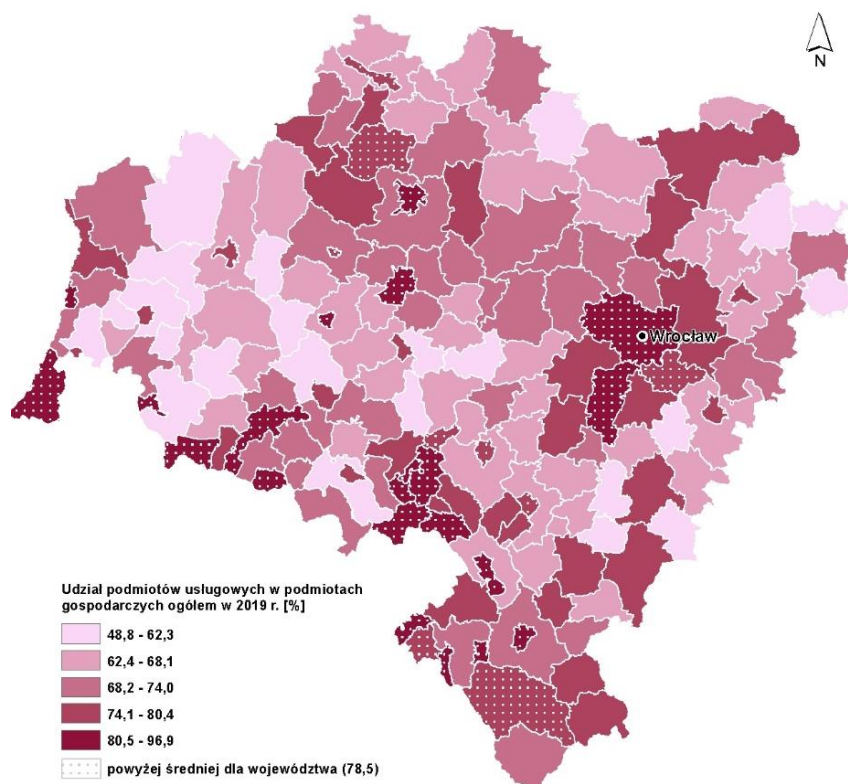 N
Wrocław
Udział podmiotów usługowych w podmiotach
gospodarczych ogółem w 2019 r. [%]
48,8 - 62,3
62,4 - 68,1
68,2 - 74,0
74,1 - 80,4
80,5 - 96,9
powyżej średniej dla województwa (78,5)